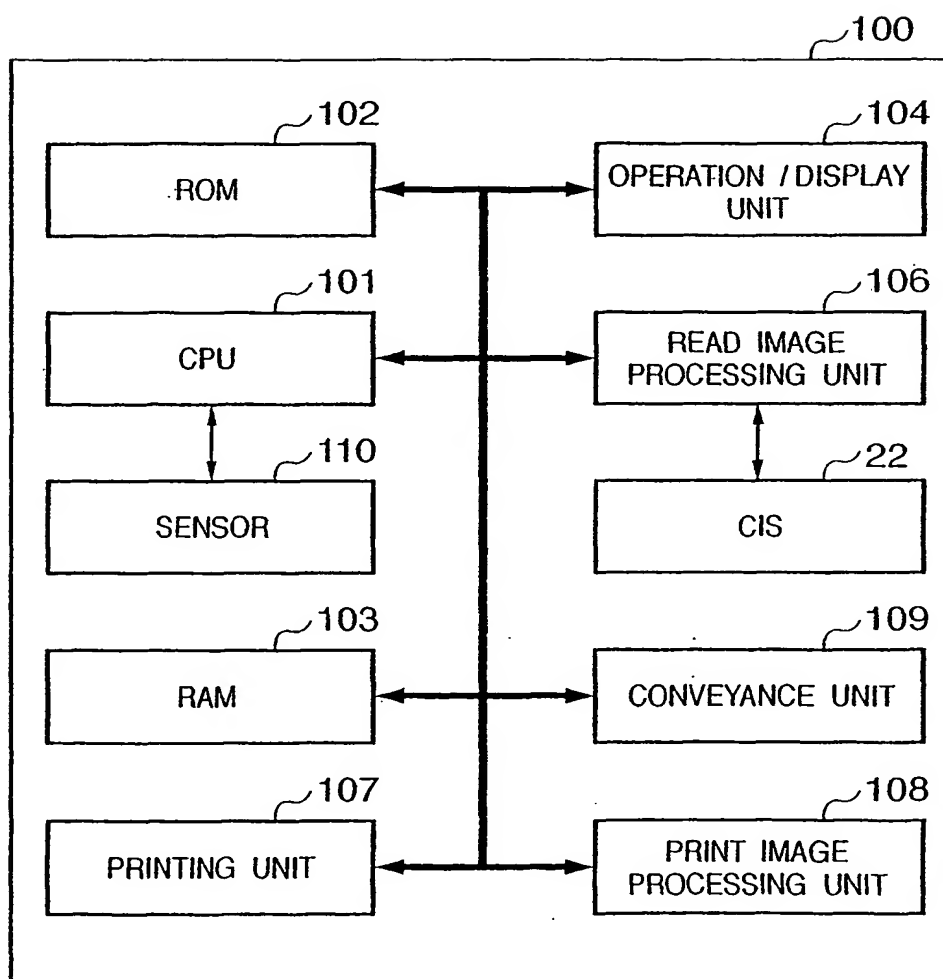 100
102
ROM
104
OPERATION / DISPLAY
UNIT
101
CPU
106
READ IMAGE
PROCESSING UNIT
110
SENSOR
22
CIS
103
RAM
109
CONVEYANCE UNIT
107
PRINTING UNIT
108
PRINT IMAGE
PROCESSING UNIT